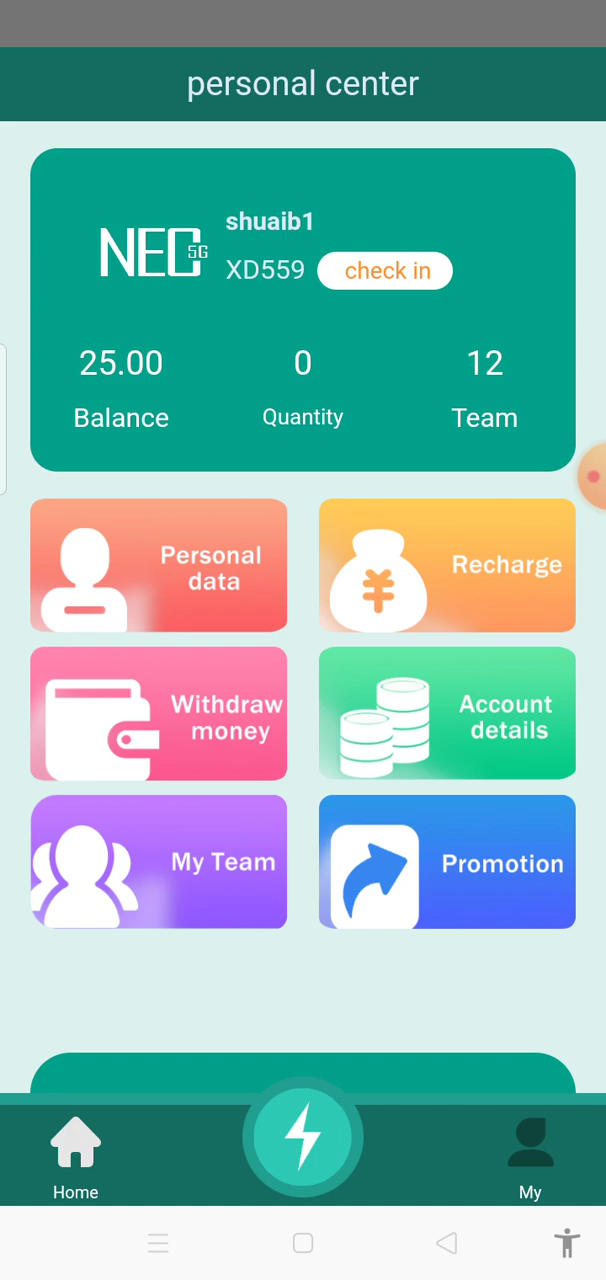 personal center
shuaib1
NEC 5G
XD559 check in
25.00 0 12
Balance Quantity Team
Personal
data
Recharge
¥
Withdraw
money
Account
details
My Team
Promotion
Home
My